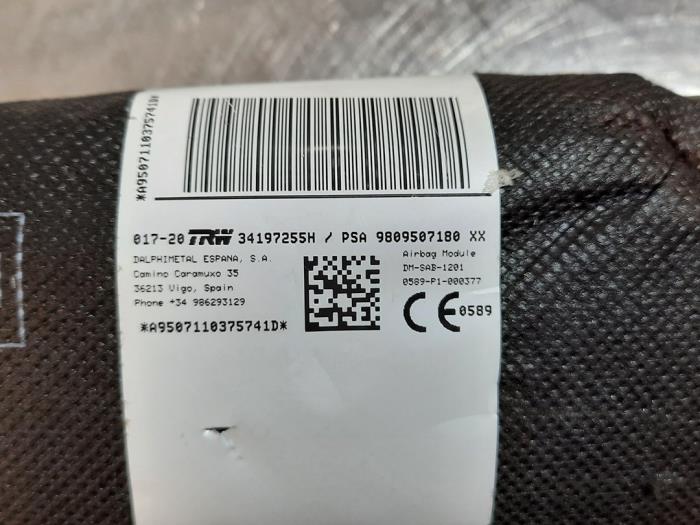 *A9507110375741D*
017-20 TRW 34197255H / PSA 9809507180 XX
DALPHIMETAL ESPANA, S.A.
Camino Caramuxo 35
36213 Vigo, Spain
Phone +34 986293129
*A9507110375741D*
Airbag Module
DM-SAB-1201
0589-P1-000377
CE 0589